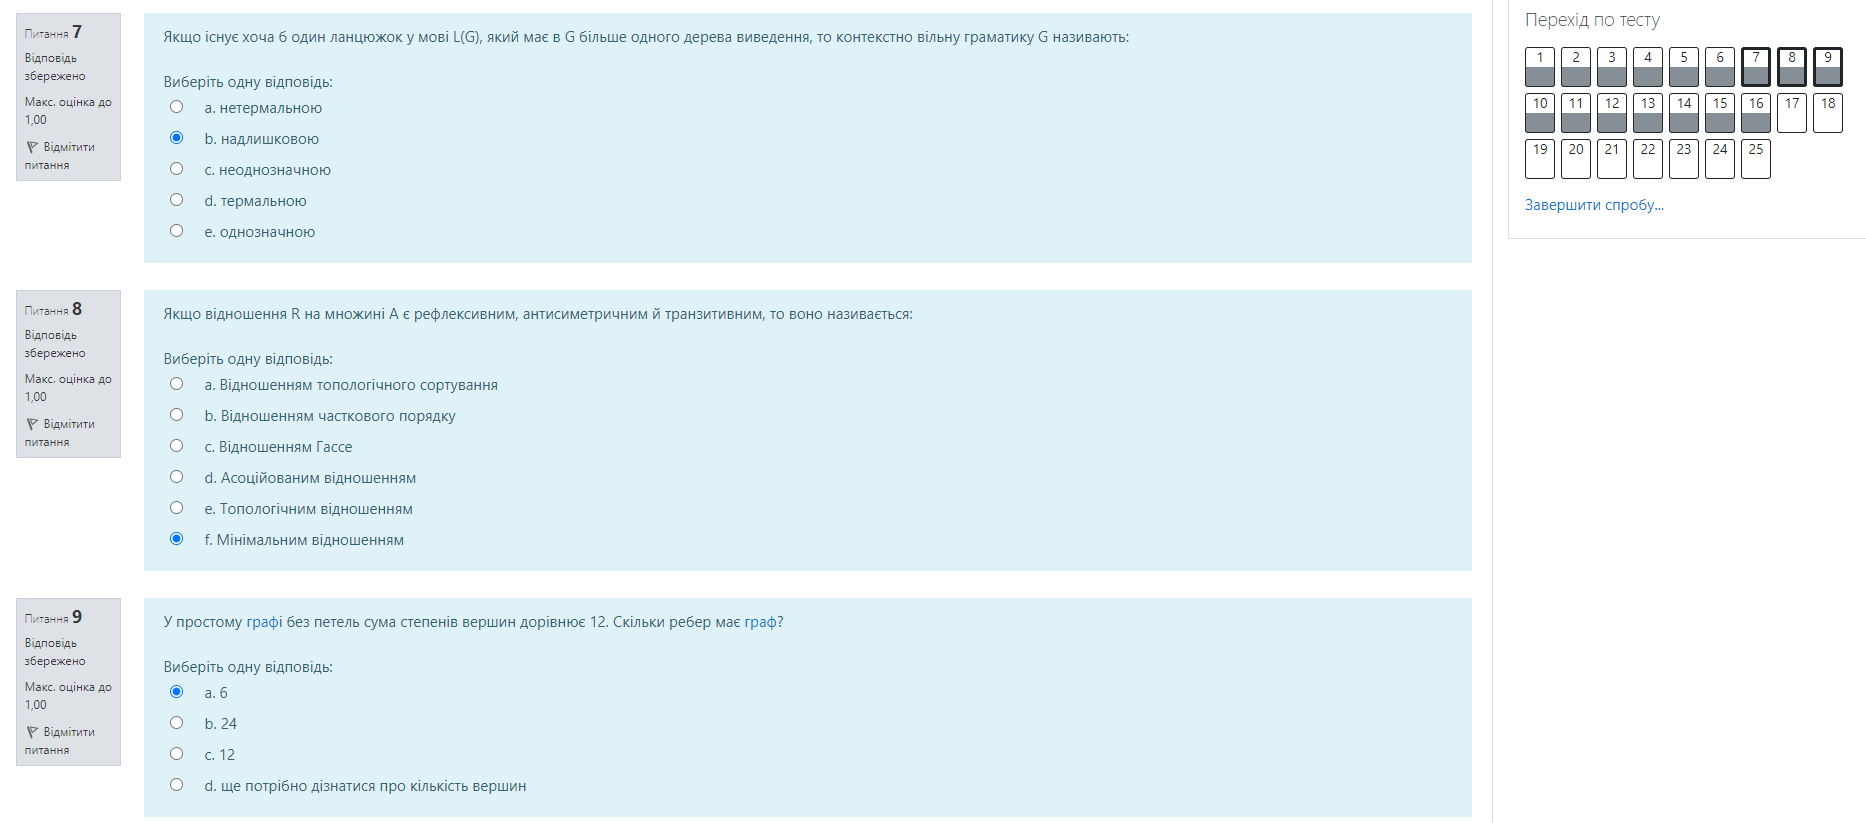 Питання 7
Відповідь
збережено
Макс. оцінка до
1,00
Відмітити
питання
Якщо існує хоча б один ланцюжок у мові L(G), який має в G більше одного дерева виведення, то контекстно вільну граматику G називають:
Виберіть одну відповідь:
a. нетермальною
b. надлишковою
c. неоднозначною
d. термальною
e. однозначною
Питання 8
Відповідь
збережено
Макс. оцінка до
1,00
Відмітити
питання
Якщо відношення R на множині A є рефлексивним, антисиметричним й транзитивним, то воно називається:
Виберіть одну відповідь:
a. Відношенням топологічного сортування
b. Відношенням часткового порядку
c. Відношенням Гассе
d. Асоційованим відношенням
e. Топологічним відношенням
f. Мінімальним відношенням
Питання 9
Відповідь
збережено
Макс. оцінка до
1,00
Відмітити
питання
У простому графі без петель сума степенів вершин дорівнює 12. Скільки ребер має граф?
Виберіть одну відповідь:
a. 6
b. 24
c. 12
d. ще потрібно дізнатися про кількість вершин
Перехід по тесту
1 2 3 4 5 6 7 8 9
10 11 12 13 14 15 16 17 18
19 20 21 22 23 24 25
Завершити спробу...